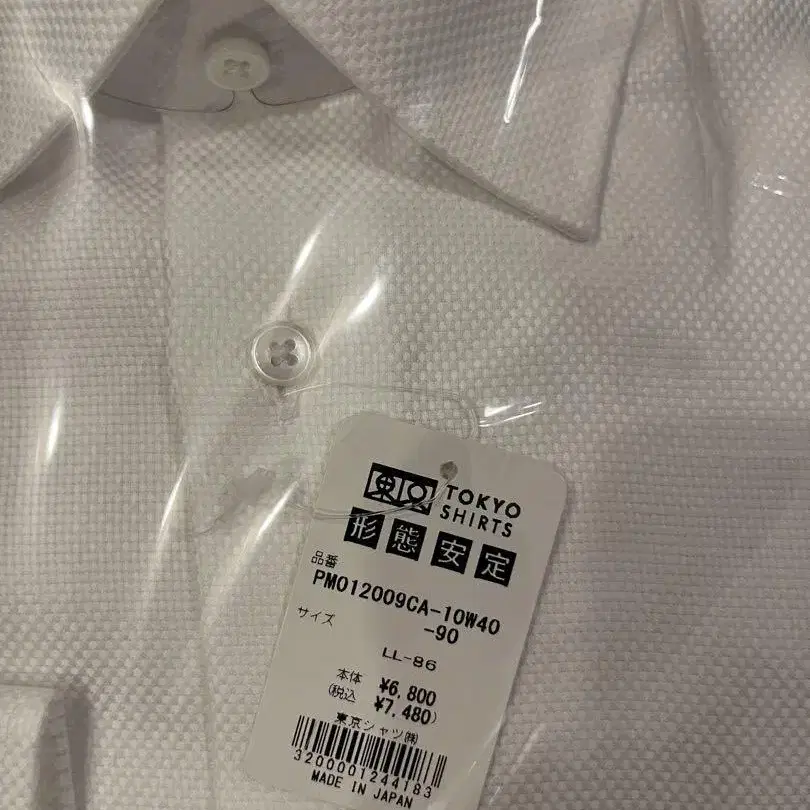 東京 TOKYO
SHIRTS
形態安定
品番
PM012009CA-10W40
-90
サイズ
LL-86
本体 ¥6,800
(税込 ¥7,480)
東京シャツ㈱
3200001244183
MADE IN JAPAN